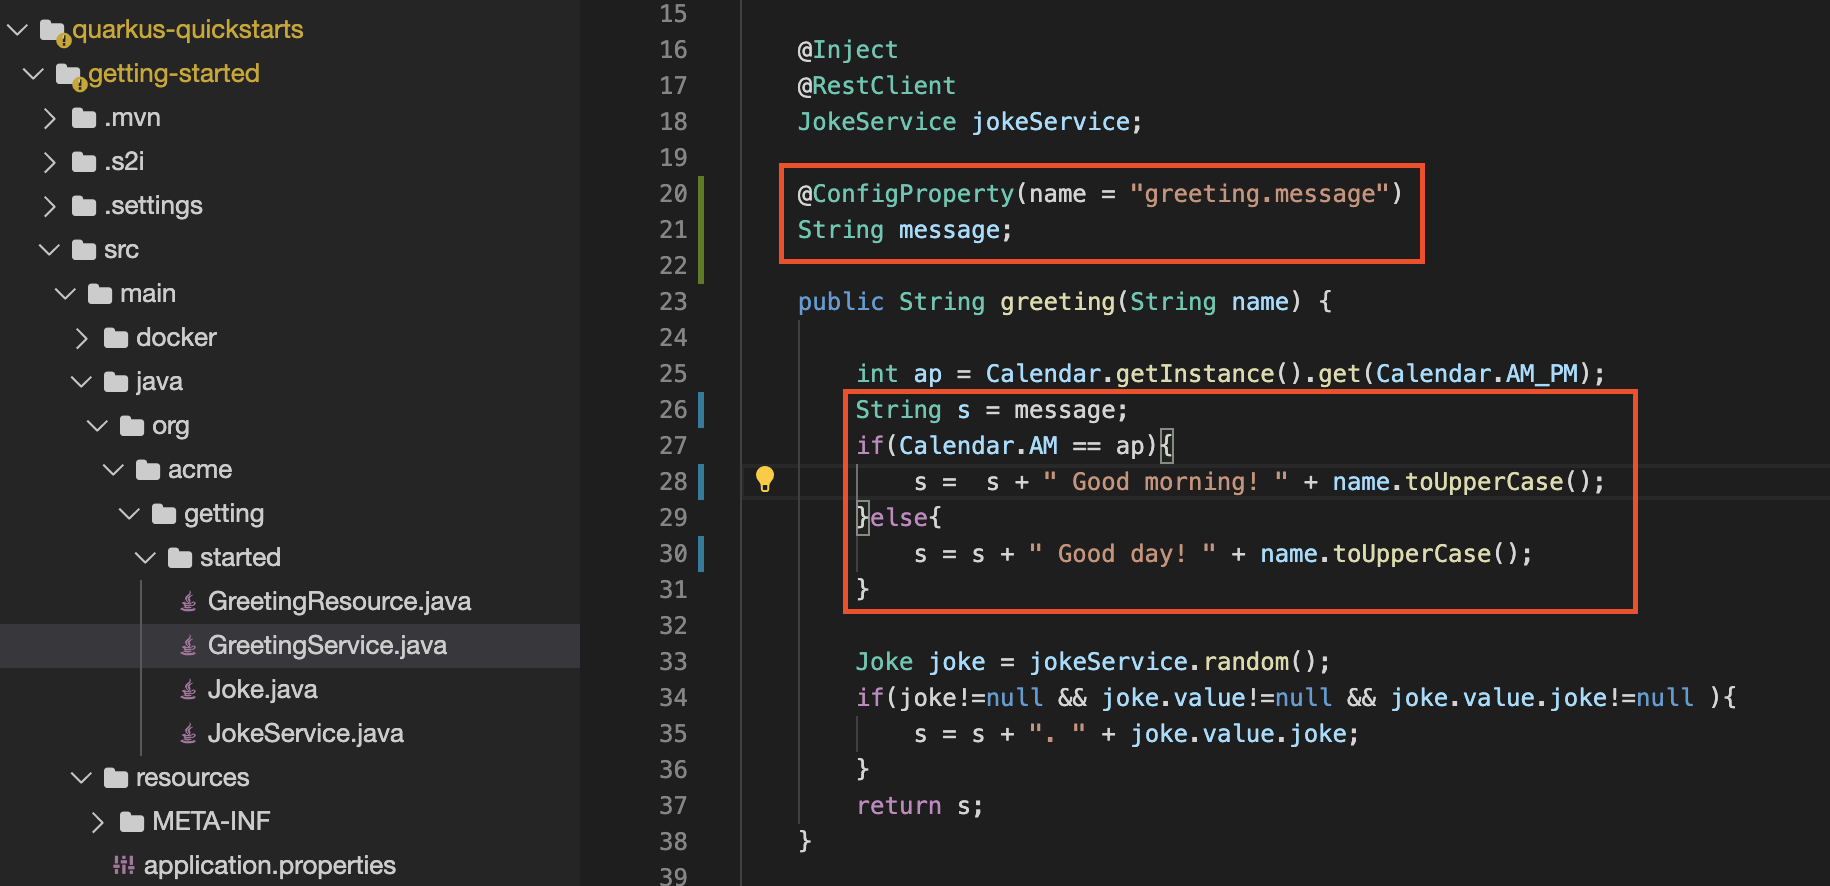 quarkus-quickstarts
getting-started
.mvn
.s2i
.settings
src
main
docker
java
org
acme
getting
started
GreetingResource.java
GreetingService.java
Joke.java
JokeService.java
resources
META-INF
application.properties
15
16 @Inject
17 @RestClient
18 JokeService jokeService;
19
20 @ConfigProperty(name = "greeting.message")
21 String message;
22
23 public String greeting(String name) {
24
25 int ap = Calendar.getInstance().get(Calendar.AM_PM);
26 String s = message;
27 if(Calendar.AM == ap){
28 s =  s + " Good morning! " + name.toUpperCase();
29 }else{
30 s = s + " Good day! " + name.toUpperCase();
31 }
32
33 Joke joke = jokeService.random();
34 if(joke!=null && joke.value!=null && joke.value.joke!=null ){
35 s = s + ". " + joke.value.joke;
36 }
37 return s;
38 }
39